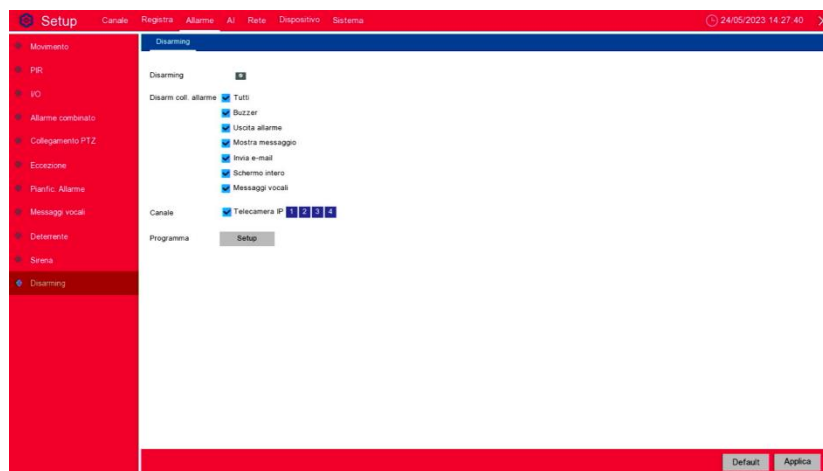 Setup Canale Registra Allarme AI Rete Dispositivo Sistema 24/05/2023 14:27:40
Movimento
PIR
I/O
Allarme combinato
Collegamento PTZ
Eccezione
Pianfic. Allarme
Messaggi vocali
Deterrente
Sirena
Disarming
Disarming
Disarming
Disarm coll. allarme Tutti
Buzzer
Uscita allarme
Mostra messaggio
Invia e-mail
Schermo intero
Messaggi vocali
Canale Telecamera IP 1 2 3 4
Programma Setup
Default Applica